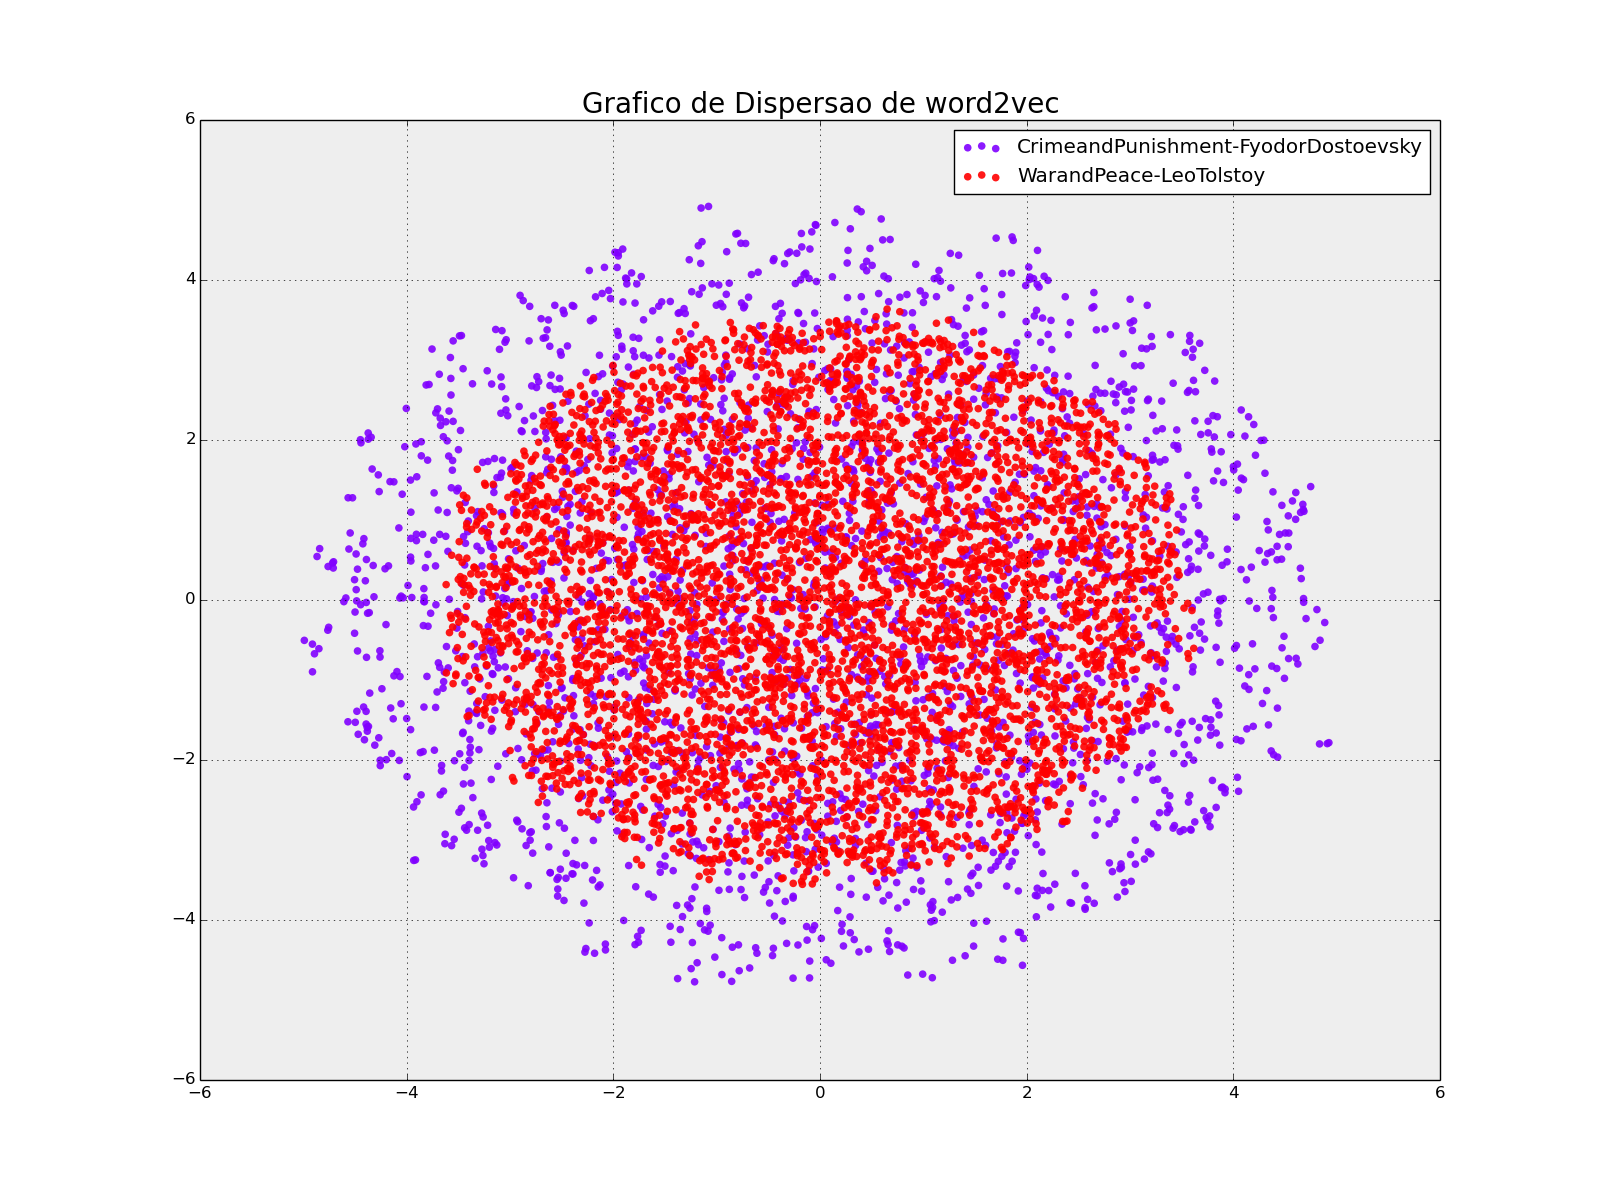 Grafico de Dispersao de word2vec
CrimeandPunishment-FyodorDostoevsky
WarandPeace-LeoTolstoy
6
4
2
0
−2
−4
−6
−6 −4 −2 0 2 4 6